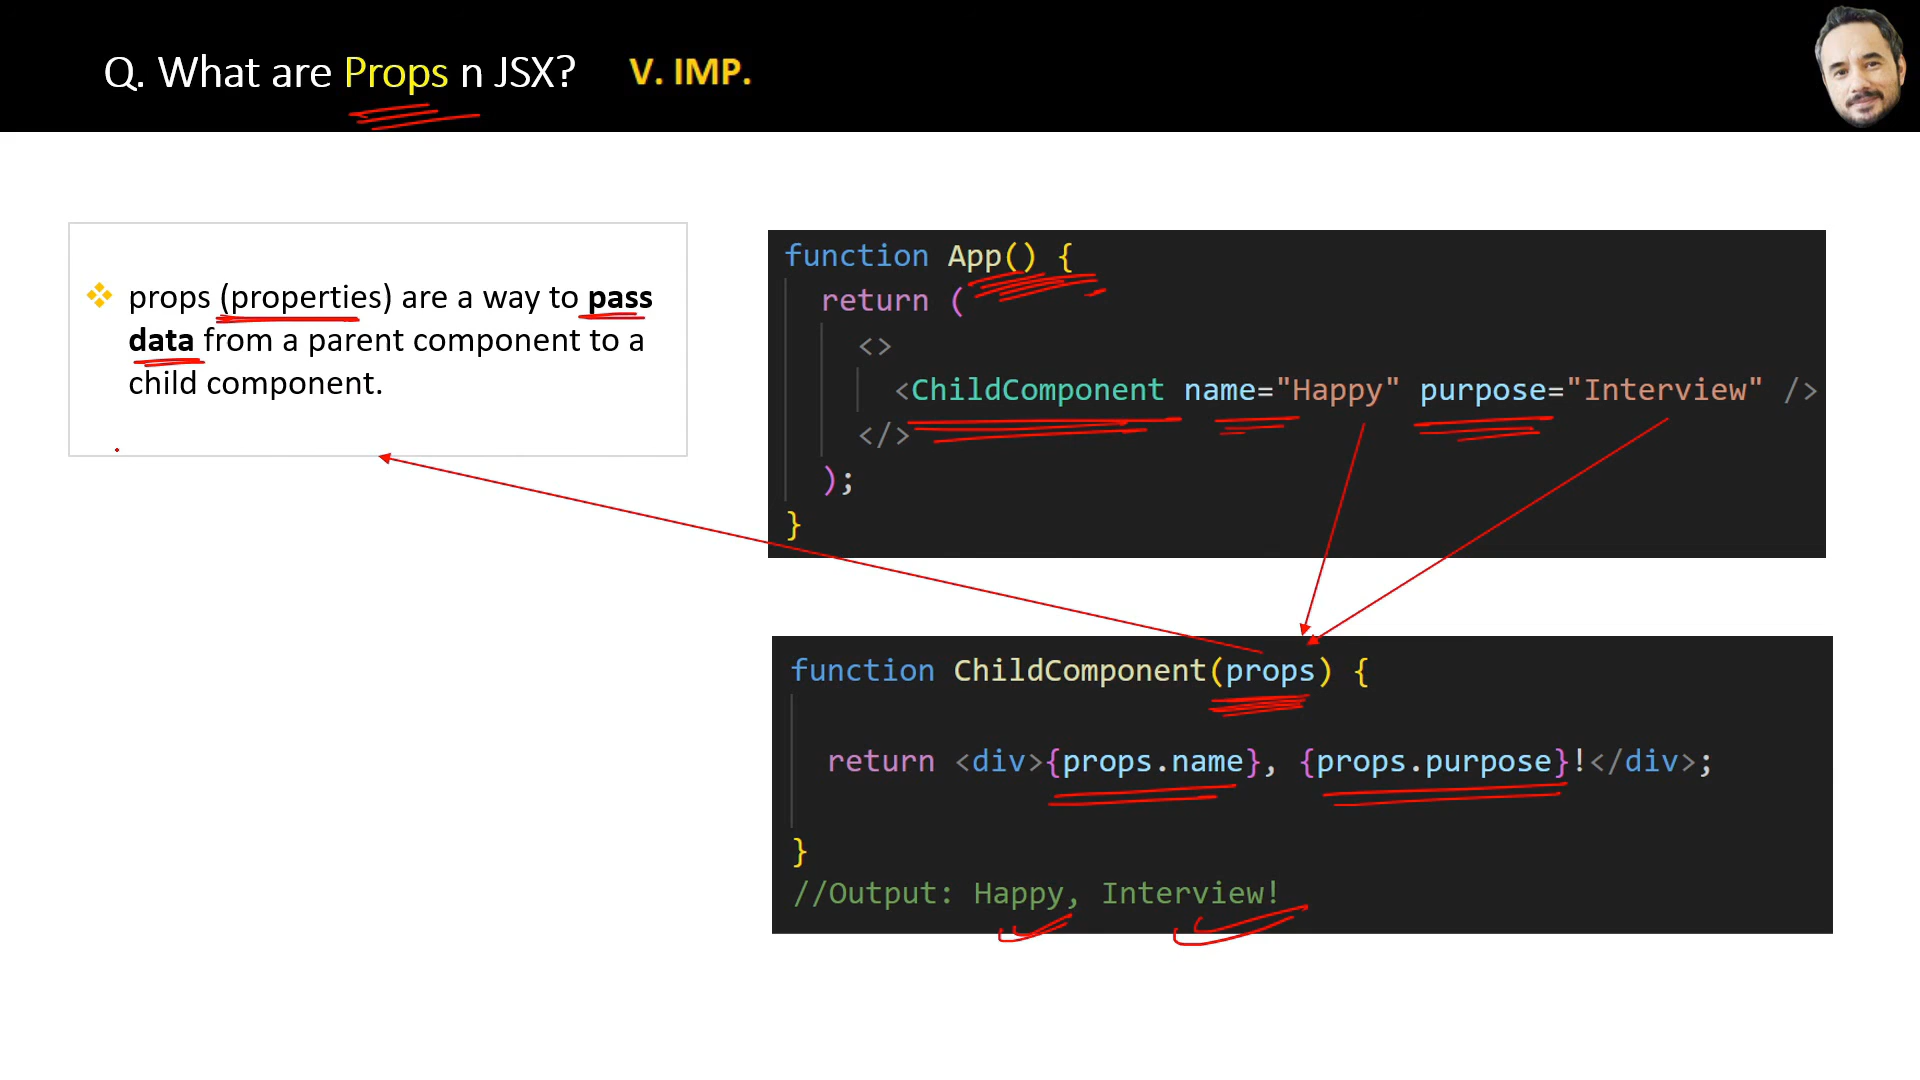 Q. What are Props n JSX? V. IMP.
props (properties) are a way to pass
data from a parent component to a
child component.
function App() {
return (
<>
<ChildComponent name="Happy" purpose="Interview" />
</>
);
}
function ChildComponent(props) {
return <div>{props.name}, {props.purpose}!</div>;
}
//Output: Happy, Interview!